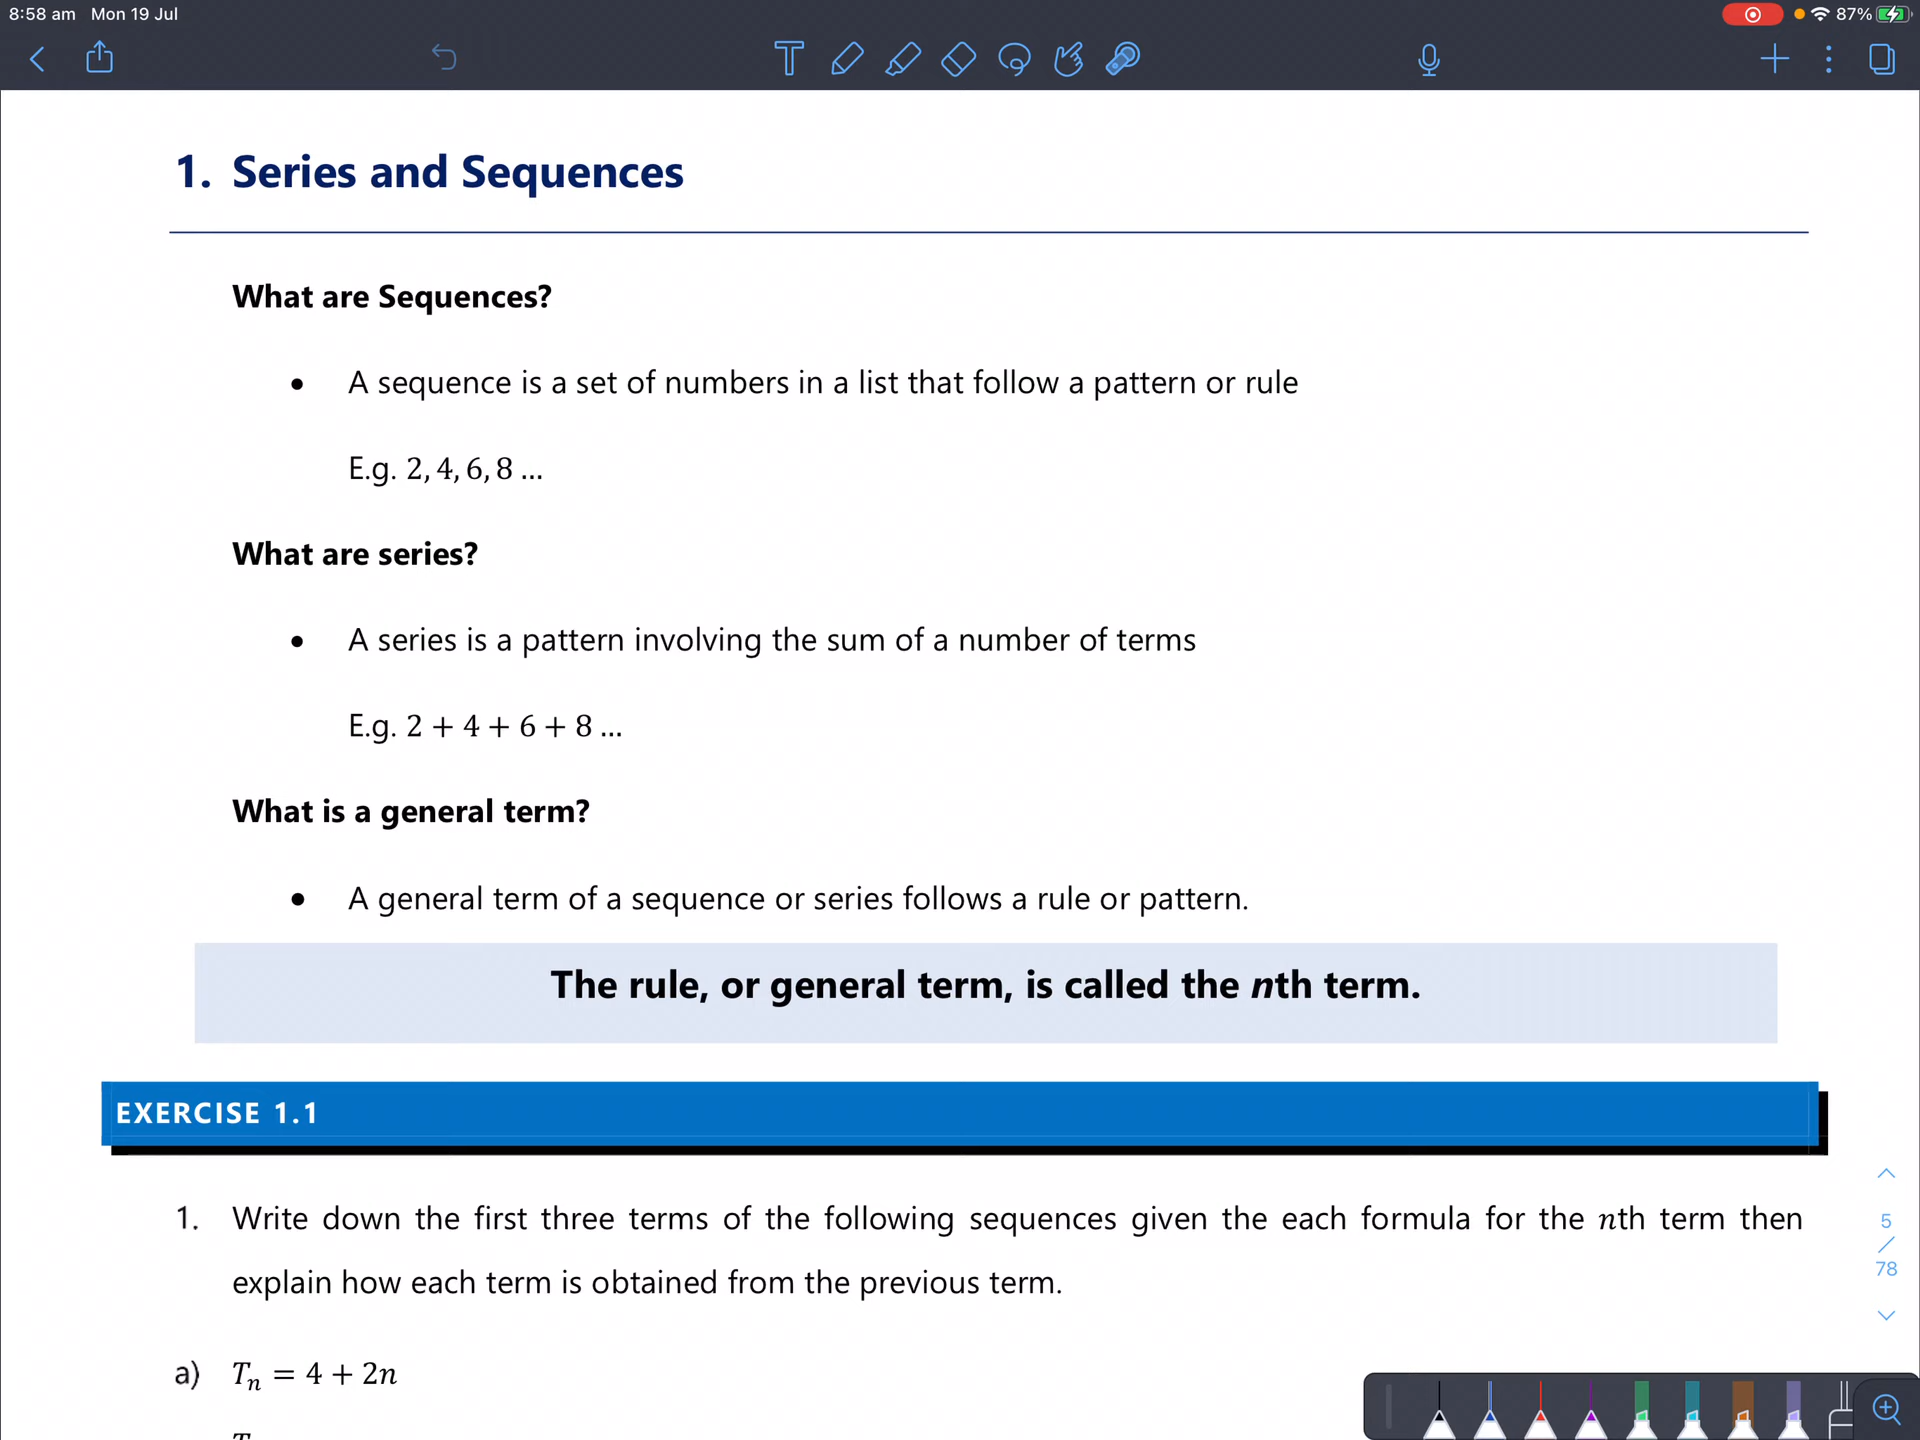 8:58 am Mon 19 Jul
87%
1. Series and Sequences
What are Sequences?
• A sequence is a set of numbers in a list that follow a pattern or rule
E.g. 2, 4, 6, 8 ...
What are series?
• A series is a pattern involving the sum of a number of terms
E.g. 2 + 4 + 6 + 8 ...
What is a general term?
• A general term of a sequence or series follows a rule or pattern.
The rule, or general term, is called the nth term.
EXERCISE 1.1
1. Write down the first three terms of the following sequences given the each formula for the nth term then
explain how each term is obtained from the previous term.
a) Tₙ = 4 + 2n
5
/
78